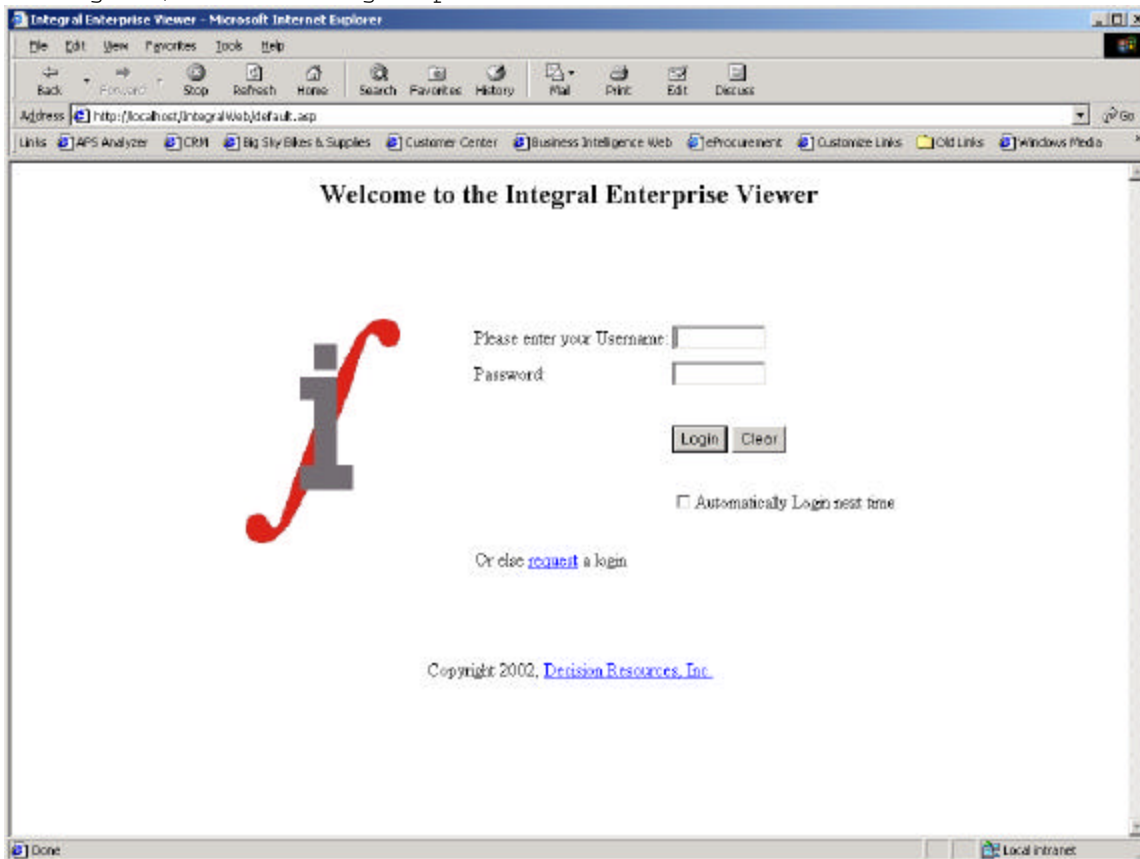 Integral Enterprise Viewer - Microsoft Internet Explorer
File Edit View Favorites Tools Help
Back Forward Stop Refresh Home Search Favorites History Mail Print Edit Discuss
Address http://localhost/IntegralWeb/default.asp Go
Links APS Analyzer CRM Big Sky Bikes & Supplies Customer Center Business Intelligence Web eProcurement Customize Links Old Links Windows Media
Welcome to the Integral Enterprise Viewer
i
Please enter your Username:
Password:
Login Clear
Automatically Login next time
Or else request a login
Copyright 2002, Decision Resources, Inc.
Done Local intranet